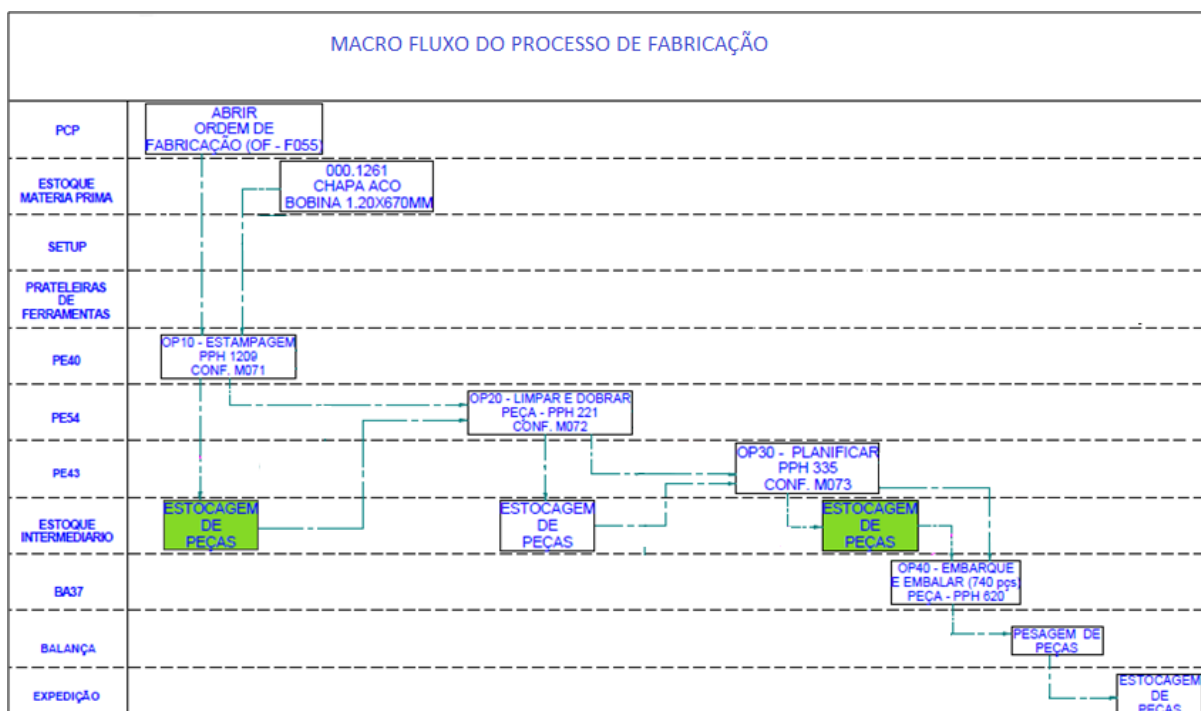 MACRO FLUXO DO PROCESSO DE FABRICAÇÃO
PCP
ABRIR
ORDEM DE
FABRICAÇÃO (OF - F055)
ESTOQUE
MATERIA PRIMA
000.1261
CHAPA ACO
BOBINA 1.20X670MM
SETUP
PRATELEIRAS
DE
FERRAMENTAS
PE40
OP10 - ESTAMPAGEM
PPH 1209
CONF. M071
PE54
OP20 - LIMPAR E DOBRAR
PEÇA - PPH 221
CONF. M072
PE43
OP30 - PLANIFICAR
PPH 335
CONF. M073
ESTOQUE
INTERMEDIARIO
ESTOCAGEM
DE
PEÇAS
ESTOCAGEM
DE
PEÇAS
ESTOCAGEM
DE
PEÇAS
BA37
OP40 - EMBARQUE
E EMBALAR (740 pçs)
PEÇA - PPH 620
BALANÇA
PESAGEM DE
PEÇAS
EXPEDIÇÃO
ESTOCAGEM
DE
PEÇAS